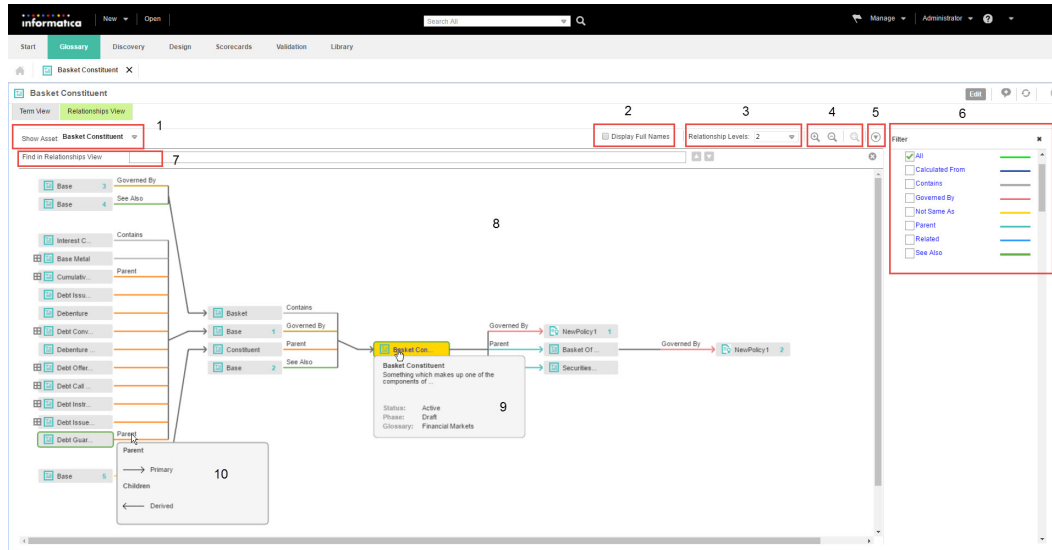 informatica New Open Search All Manage Administrator ?
Start Glossary Discovery Design Scorecards Validation Library
Basket Constituent X
Basket Constituent Edit
Term View Relationships View
1 2 3 4 5 6
Show Asset: Basket Constituent Display Full Names Relationship Levels: 2 Filter
Find in Relationships View 7
All
Calculated From
Contains
Governed By
Not Same As
Parent
Related
See Also
8
Base 3 Governed By
Base 4 See Also
Interest C... Contains
Base Metal
Cumulativ... Parent
Debt Issu...
Debenture
Debt Conv...
Debenture ...
Debt Offer...
Debt Call ...
Debt Instr...
Debt Issue...
Debt Guar... Parent
Base 5
Basket Contains
Base 1 Governed By
Constituent Parent
Base 2 See Also
Basket Con...
Governed By NewPolicy1 1
Parent Basket Of ... Governed By NewPolicy1 2
Securities...
Basket Constituent
Something which makes up one of the
components of ...
Status: Active
Phase: Draft
Glossary: Financial Markets
9
Parent
Primary
Children
Derived
10